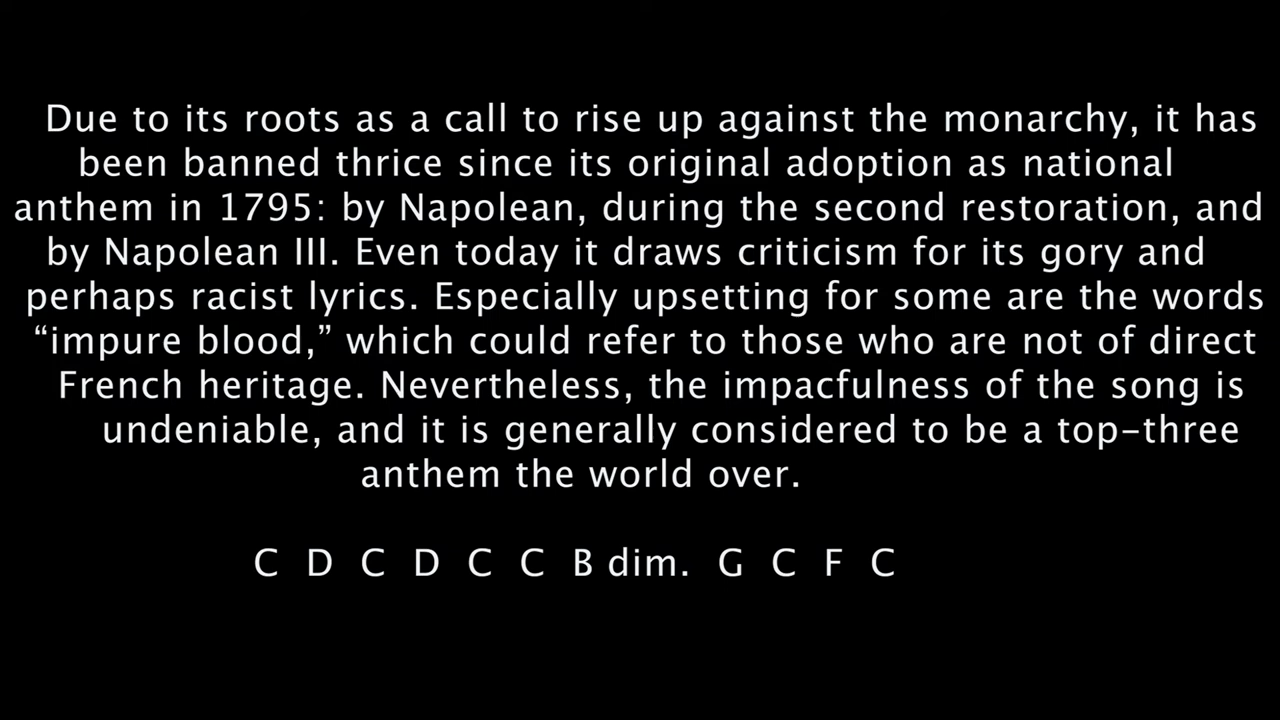 Due to its roots as a call to rise up against the monarchy, it has
been banned thrice since its original adoption as national
anthem in 1795: by Napolean, during the second restoration, and
by Napolean III. Even today it draws criticism for its gory and
perhaps racist lyrics. Especially upsetting for some are the words
“impure blood,” which could refer to those who are not of direct
French heritage. Nevertheless, the impacfulness of the song is
undeniable, and it is generally considered to be a top-three
anthem the world over.
C D C D C C B dim. G C F C